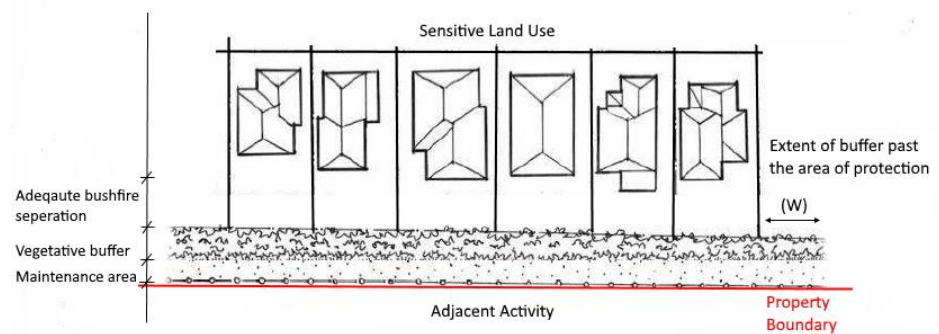 Sensitive Land Use
Extent of buffer past
the area of protection
(W)
Adeqaute bushfire
seperation
Vegetative buffer
Maintenance area
Adjacent Activity
Property
Boundary